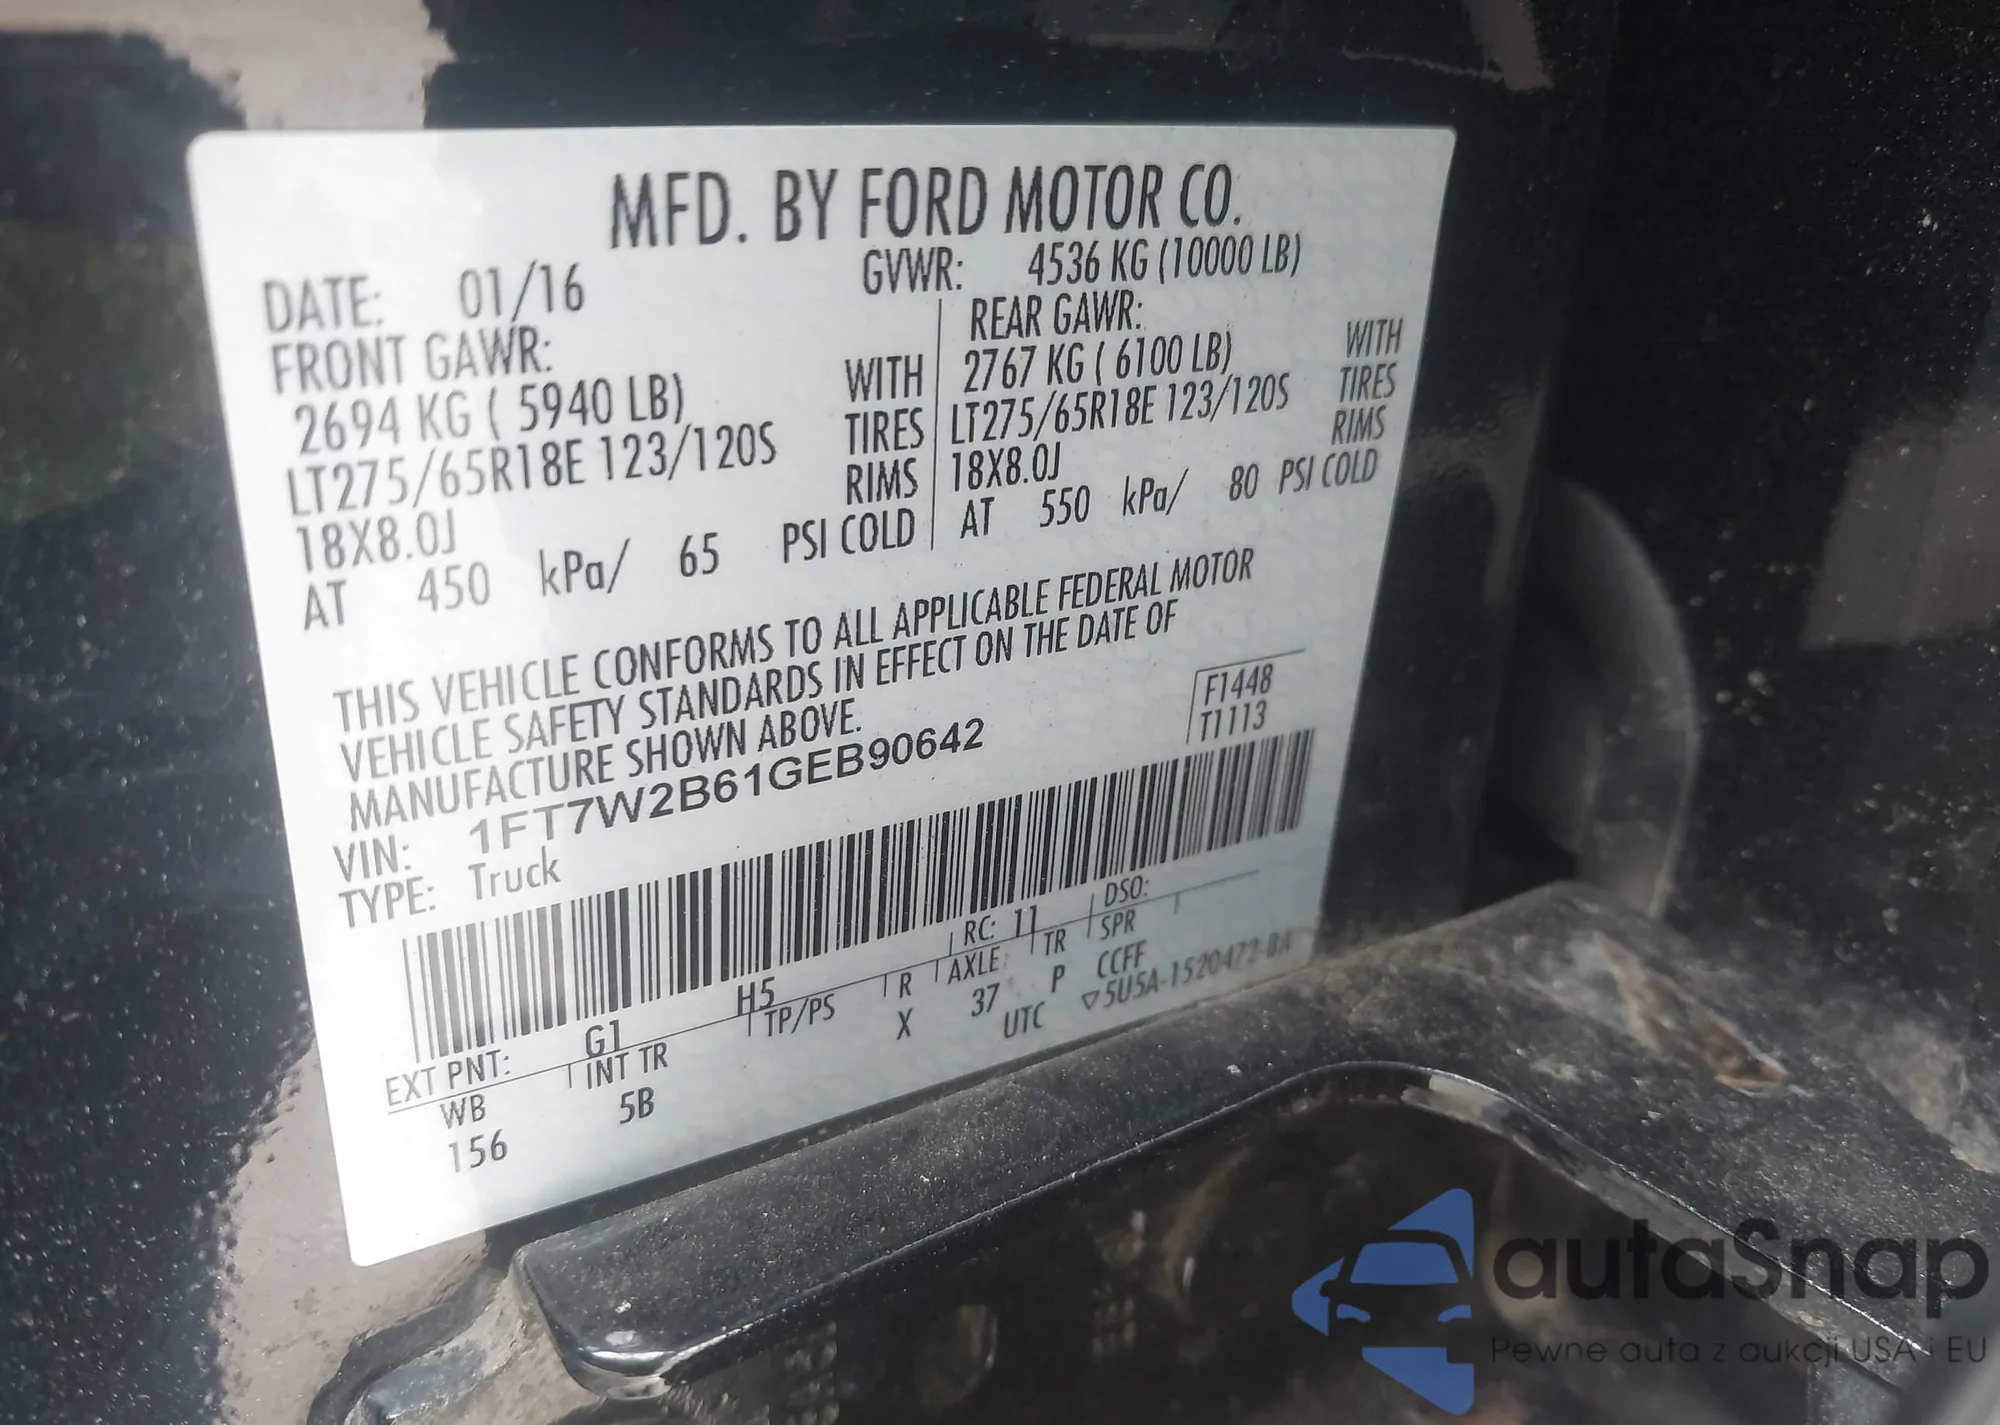 MFD. BY FORD MOTOR CO.
DATE: 01/16 GVWR: 4536 KG (10000 LB)
FRONT GAWR: REAR GAWR:
2694 KG ( 5940 LB) WITH 2767 KG ( 6100 LB) WITH
LT275/65R18E 123/120S TIRES LT275/65R18E 123/120S TIRES
18X8.0J RIMS 18X8.0J RIMS
AT 450 kPa/ 65 PSI COLD AT 550 kPa/ 80 PSI COLD
THIS VEHICLE CONFORMS TO ALL APPLICABLE FEDERAL MOTOR
VEHICLE SAFETY STANDARDS IN EFFECT ON THE DATE OF
MANUFACTURE SHOWN ABOVE.
F1448
T1113
VIN: 1FT7W2B61GEB90642
TYPE: Truck
EXT PNT: G1 H5 RC: 11 DSO:
WB INT TR TP/PS R AXLE TR SPR
156 5B X 37 P CCFF
UTC ▽5U5A-1520472-BA
autaSnap
Pewne auta z aukcji USA i EU